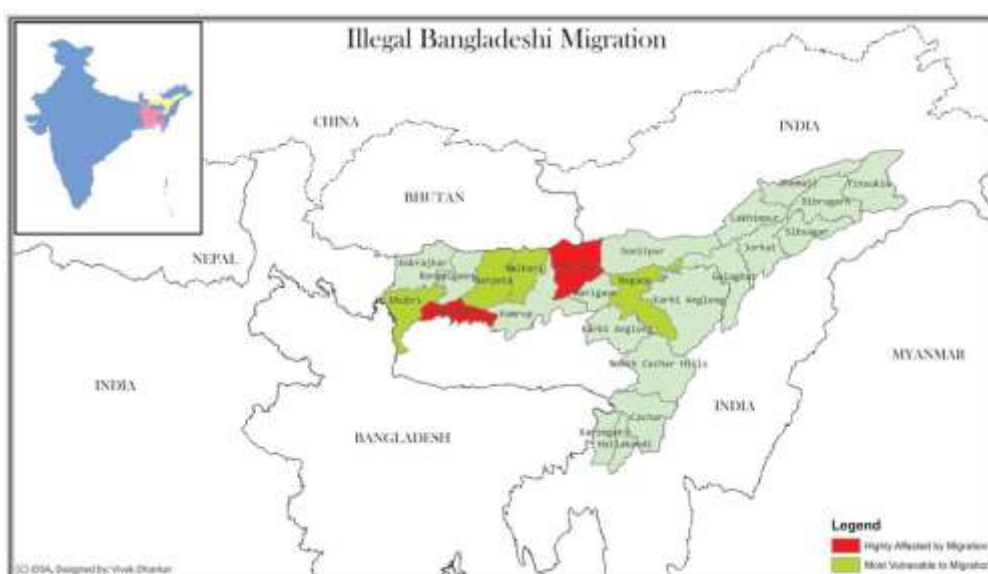 Illegal Bangladeshi Migration
CHINA
INDIA
BHUTAN
NEPAL
Tinsukia
Dibrugarh
Lakhimpur
Sibsagar
Jorhat
Sonitpur
Kokrajhar
Bongaigaon
Barpeta
Nalbari
Nagaon
Golaghat
Dhubri
Kamrup
Marigaon
Karbi Anglong
Karbi Anglong
North Cachar Hills
MYANMAR
INDIA
INDIA
BANGLADESH
Cachar
Karimganj
Hailakandi
Legend
Highly Affected by Migration
Most Vulnerable to Migration
(C) IDSA, Designed by: Vivek Dhankar